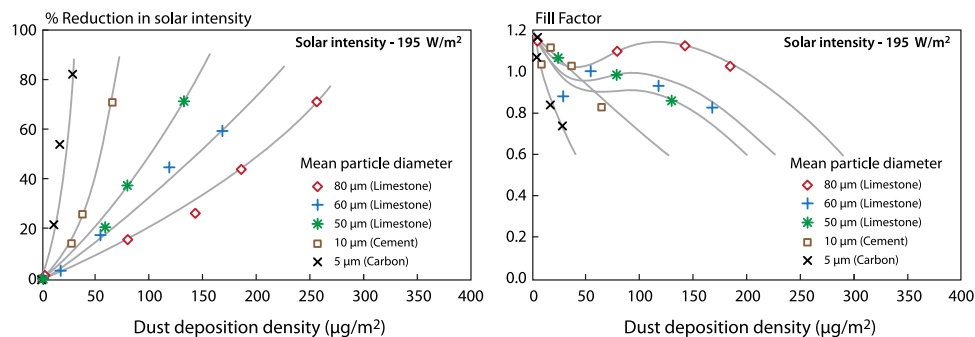 % Reduction in solar intensity
Solar intensity - 195 W/m²
100
80
60
40
20
0
Mean particle diameter
80 µm (Limestone)
60 µm (Limestone)
50 µm (Limestone)
10 µm (Cement)
5 µm (Carbon)
0 50 100 150 200 250 300 350 400
Dust deposition density (µg/m²)
Fill Factor
Solar intensity - 195 W/m²
1.2
1.0
0.8
0.6
1.4
1.2
0.0
Mean particle diameter
80 µm (Limestone)
60 µm (Limestone)
50 µm (Limestone)
10 µm (Cement)
5 µm (Carbon)
0 50 100 150 200 250 300 350 400
Dust deposition density (µg/m²)